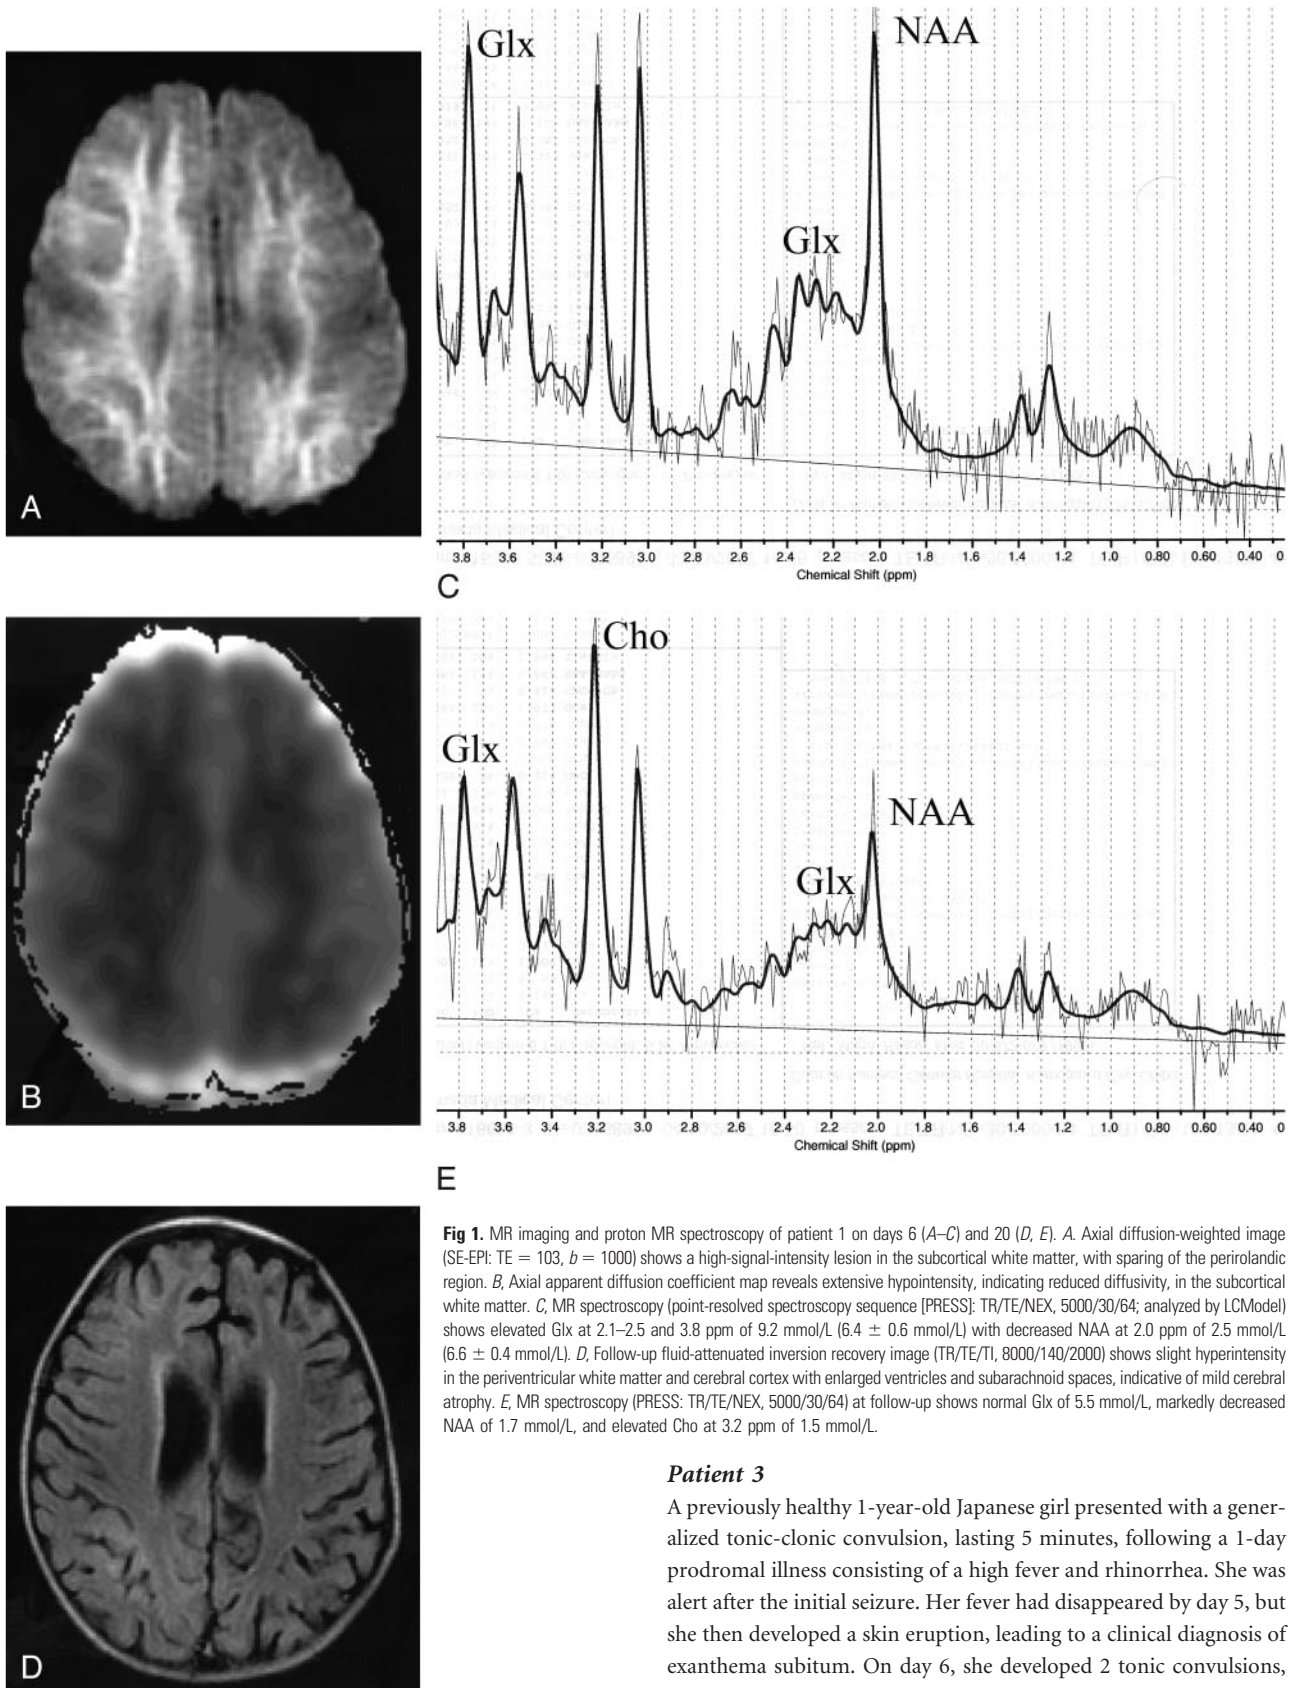 Glx
NAA
Glx
A
3.8 3.6 3.4 3.2 3.0 2.8 2.6 2.4 2.2 2.0 1.8 1.6 1.4 1.2 1.0 0.80 0.60 0.40 0
Chemical Shift (ppm)
C
Cho
Glx
NAA
Glx
B
3.8 3.6 3.4 3.2 3.0 2.8 2.6 2.4 2.2 2.0 1.8 1.6 1.4 1.2 1.0 0.80 0.60 0.40 0
Chemical Shift (ppm)
E
D
Fig 1. MR imaging and proton MR spectroscopy of patient 1 on days 6 (A–C) and 20 (D, E). A. Axial diffusion-weighted image
(SE-EPI: TE = 103, b = 1000) shows a high-signal-intensity lesion in the subcortical white matter, with sparing of the perirolandic
region. B, Axial apparent diffusion coefficient map reveals extensive hypointensity, indicating reduced diffusivity, in the subcortical
white matter. C, MR spectroscopy (point-resolved spectroscopy sequence [PRESS]: TR/TE/NEX, 5000/30/64; analyzed by LCModel)
shows elevated Glx at 2.1–2.5 and 3.8 ppm of 9.2 mmol/L (6.4 ± 0.6 mmol/L) with decreased NAA at 2.0 ppm of 2.5 mmol/L
(6.6 ± 0.4 mmol/L). D, Follow-up fluid-attenuated inversion recovery image (TR/TE/TI, 8000/140/2000) shows slight hyperintensity
in the periventricular white matter and cerebral cortex with enlarged ventricles and subarachnoid spaces, indicative of mild cerebral
atrophy. E, MR spectroscopy (PRESS: TR/TE/NEX, 5000/30/64) at follow-up shows normal Glx of 5.5 mmol/L, markedly decreased
NAA of 1.7 mmol/L, and elevated Cho at 3.2 ppm of 1.5 mmol/L.
Patient 3
A previously healthy 1-year-old Japanese girl presented with a gener-
alized tonic-clonic convulsion, lasting 5 minutes, following a 1-day
prodromal illness consisting of a high fever and rhinorrhea. She was
alert after the initial seizure. Her fever had disappeared by day 5, but
she then developed a skin eruption, leading to a clinical diagnosis of
exanthema subitum. On day 6, she developed 2 tonic convulsions,